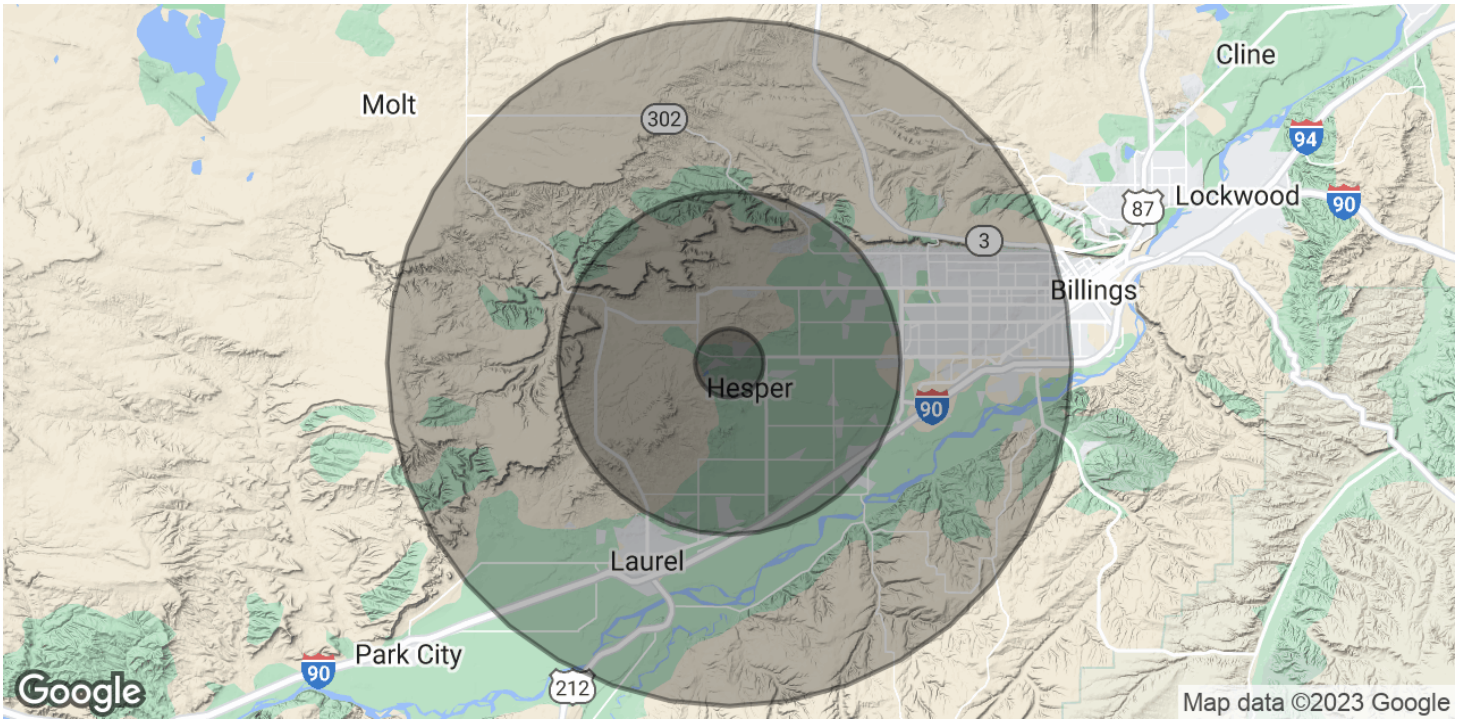 Cline
Molt
302
94
Lockwood
87
90
3
Billings
Hesper
90
Laurel
Park City
90
212
Google
Map data ©2023 Google